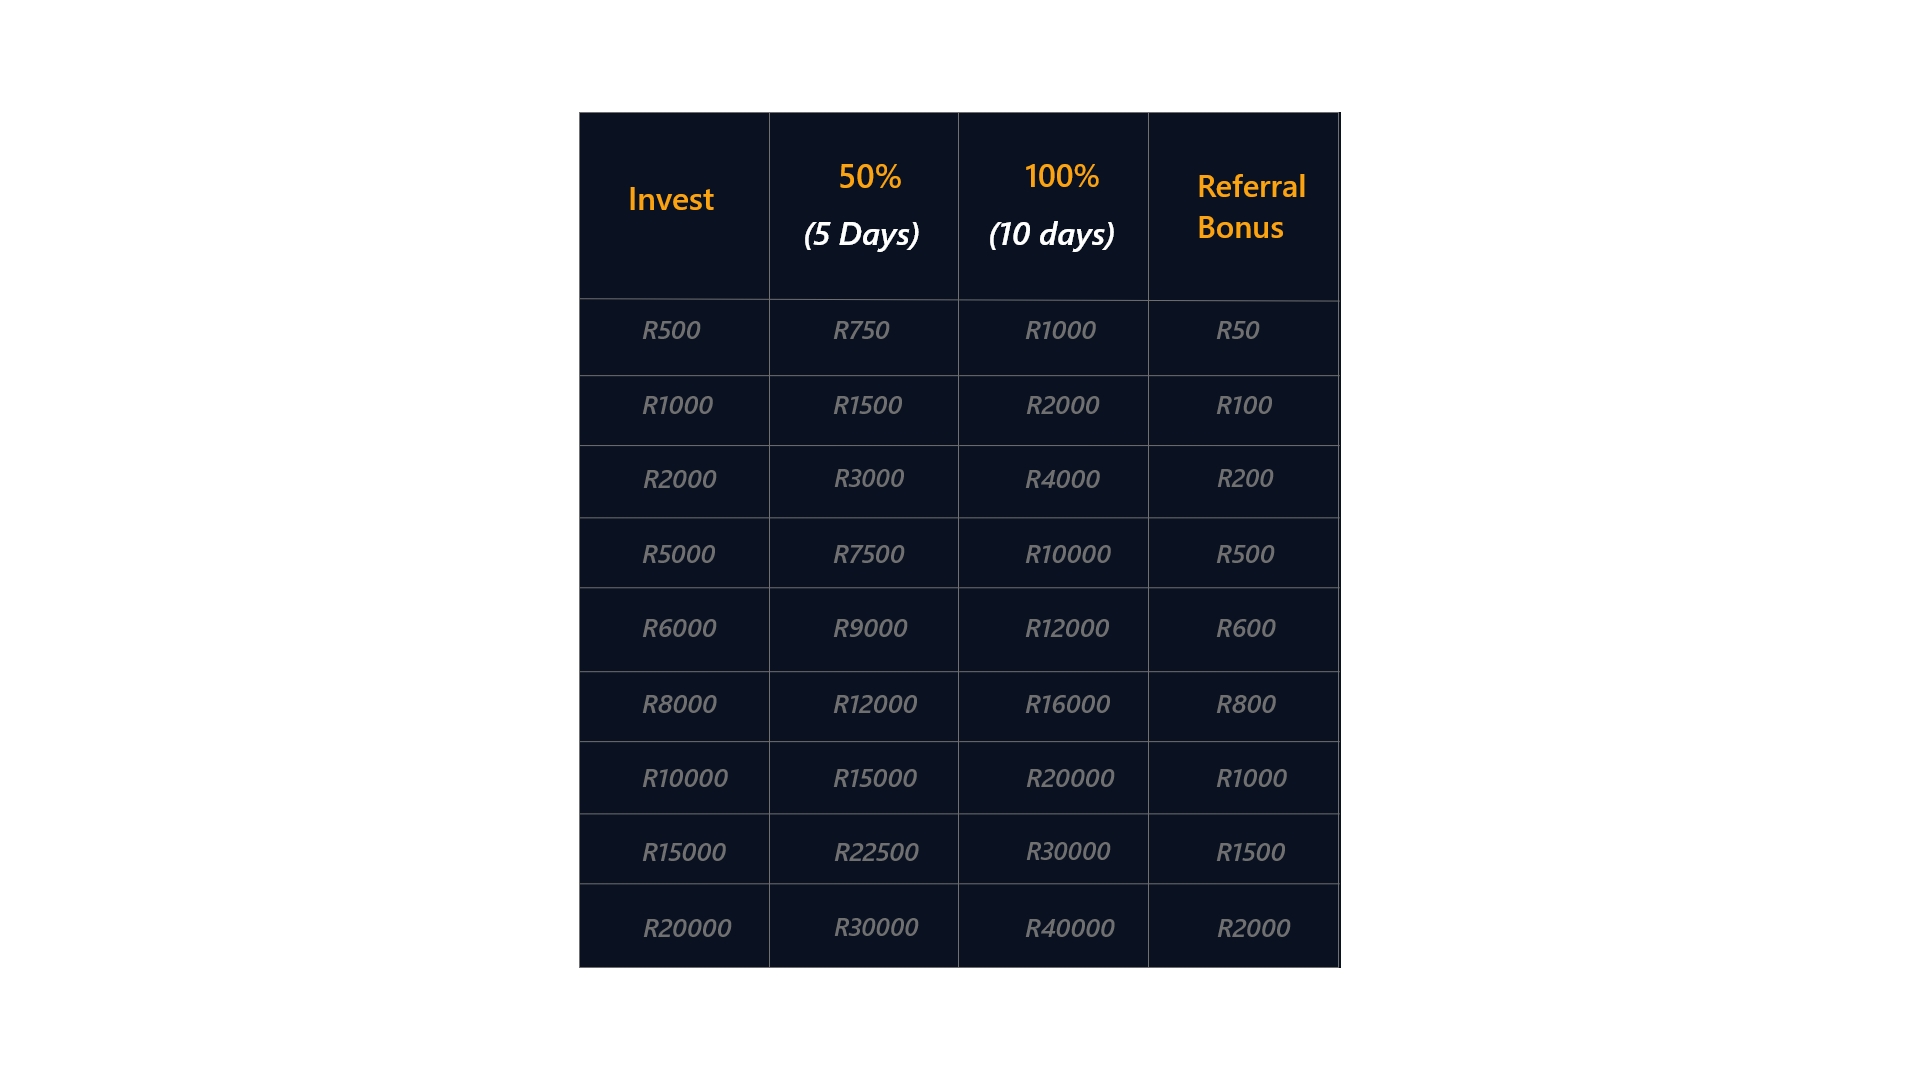 Invest 50% 100% Referral
(5 Days) (10 days) Bonus
R500 R750 R1000 R50
R1000 R1500 R2000 R100
R2000 R3000 R4000 R200
R5000 R7500 R10000 R500
R6000 R9000 R12000 R600
R8000 R12000 R16000 R800
R10000 R15000 R20000 R1000
R15000 R22500 R30000 R1500
R20000 R30000 R40000 R2000